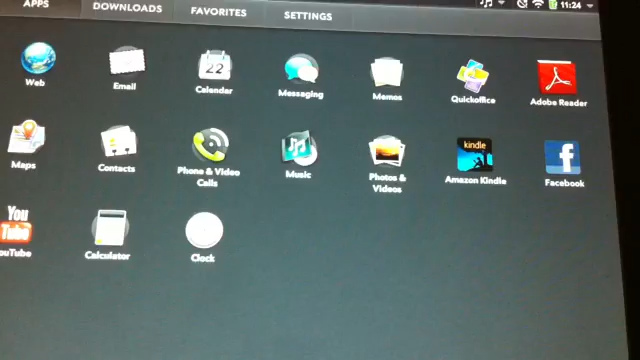 APPS DOWNLOADS FAVORITES SETTINGS 11:24
22
Web Email Calendar Messaging Memos Quickoffice Adobe Reader
kindle
Maps Contacts Phone & Video Calls Music Photos & Videos Amazon Kindle Facebook
You
Tube
ouTube Calculator Clock